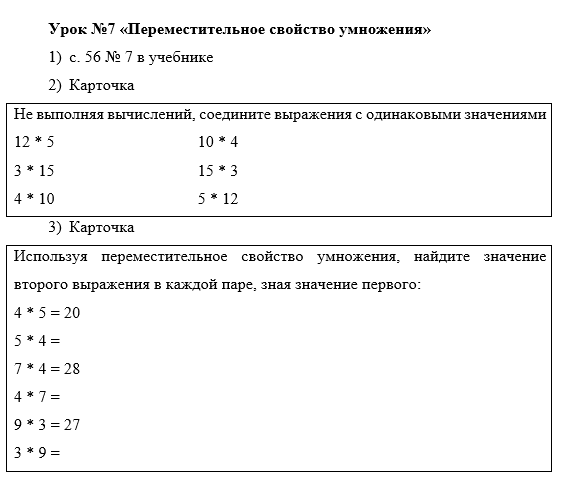 Урок №7 «Переместительное свойство умножения»
1) с. 56 № 7 в учебнике
2) Карточка
Не выполняя вычислений, соедините выражения с одинаковыми значениями
12 * 5 10 * 4
3 * 15 15 * 3
4 * 10 5 * 12
3) Карточка
Используя переместительное свойство умножения, найдите значение
второго выражения в каждой паре, зная значение первого:
4 * 5 = 20
5 * 4 =
7 * 4 = 28
4 * 7 =
9 * 3 = 27
3 * 9 =